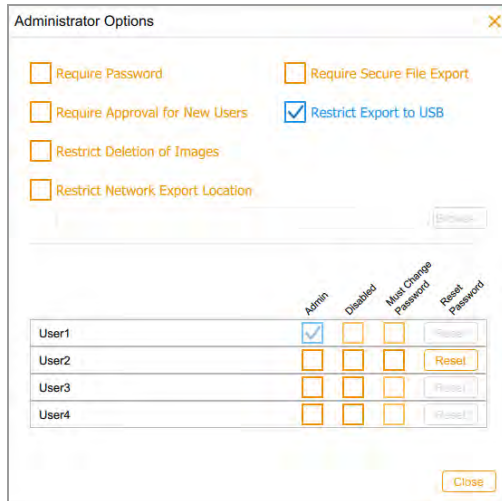 Administrator Options
Require Password
Require Secure File Export
Require Approval for New Users
Restrict Export to USB
Restrict Deletion of Images
Restrict Network Export Location
Browse...
Admin
Disabled
Must Change
Password
Reset
Password
User1
Reset
User2
Reset
User3
Reset
User4
Reset
Close